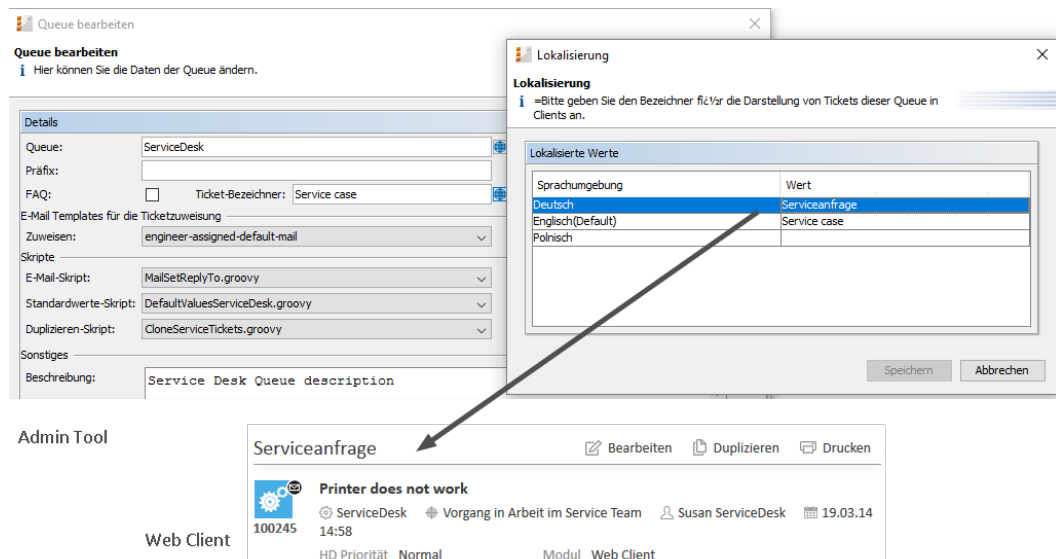 Queue bearbeiten
Queue bearbeiten
Hier können Sie die Daten der Queue ändern.
Details
Queue: ServiceDesk
Präfix:
FAQ: Ticket-Bezeichner: Service case
E-Mail Templates für die Ticketzuweisung
Zuweisen: engineer-assigned-default-mail
Skripte
E-Mail-Skript: MailSetReplyTo.groovy
Standardwerte-Skript: DefaultValuesServiceDesk.groovy
Duplizieren-Skript: CloneServiceTickets.groovy
Sonstiges
Beschreibung: Service Desk Queue description
Lokalisierung
Lokalisierung
=Bitte geben Sie den Bezeichner fï¿½r die Darstellung von Tickets dieser Queue in
Clients an.
Lokalisierte Werte
Sprachumgebung Wert
Deutsch Serviceanfrage
Englisch(Default) Service case
Polnisch
Speichern Abbrechen
Admin Tool
Serviceanfrage Bearbeiten Duplizieren Drucken
Printer does not work
ServiceDesk Vorgang in Arbeit im Service Team Susan ServiceDesk 19.03.14
100245 14:58
Web Client
HD Priorität Normal Modul Web Client